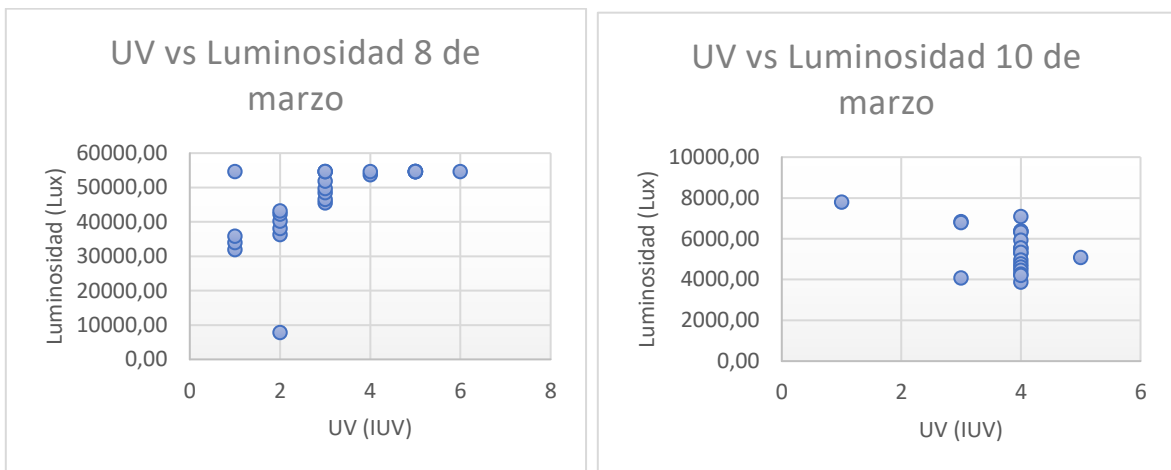 UV vs Luminosidad 8 de
marzo
Luminosidad (Lux)
60000,00
50000,00
40000,00
30000,00
20000,00
10000,00
0,00
0 2 4 6 8
UV (IUV)
UV vs Luminosidad 10 de
marzo
Luminosidad (Lux)
10000,00
8000,00
6000,00
4000,00
2000,00
0,00
0 2 4 6
UV (IUV)